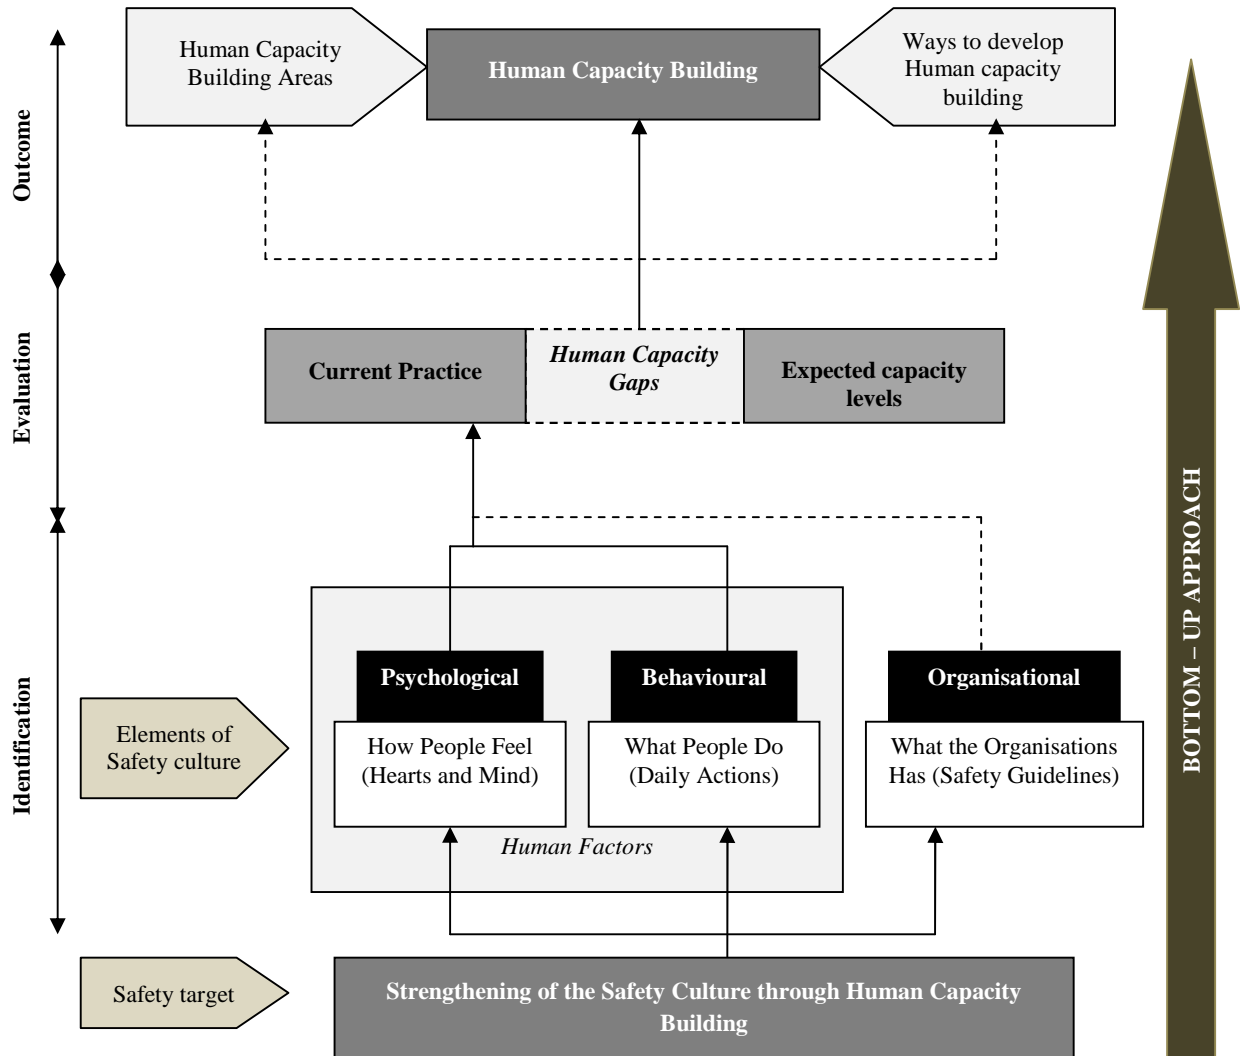 Human Capacity
Building Areas
Human Capacity Building
Ways to develop
Human capacity
building
Outcome
Current Practice
Human Capacity
Gaps
Expected capacity
levels
Evaluation
Psychological
Behavioural
Organisational
Elements of
Safety culture
How People Feel
(Hearts and Mind)
What People Do
(Daily Actions)
What the Organisations
Has (Safety Guidelines)
Human Factors
Identification
Safety target
Strengthening of the Safety Culture through Human Capacity
Building
BOTTOM – UP APPROACH